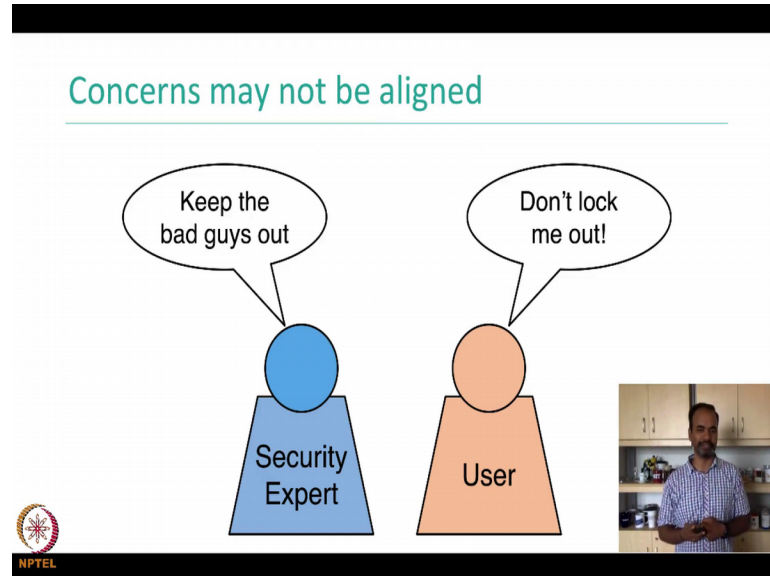 Concerns may not be aligned
Keep the
bad guys out
Don't lock
me out!
Security
Expert
User
NPTEL